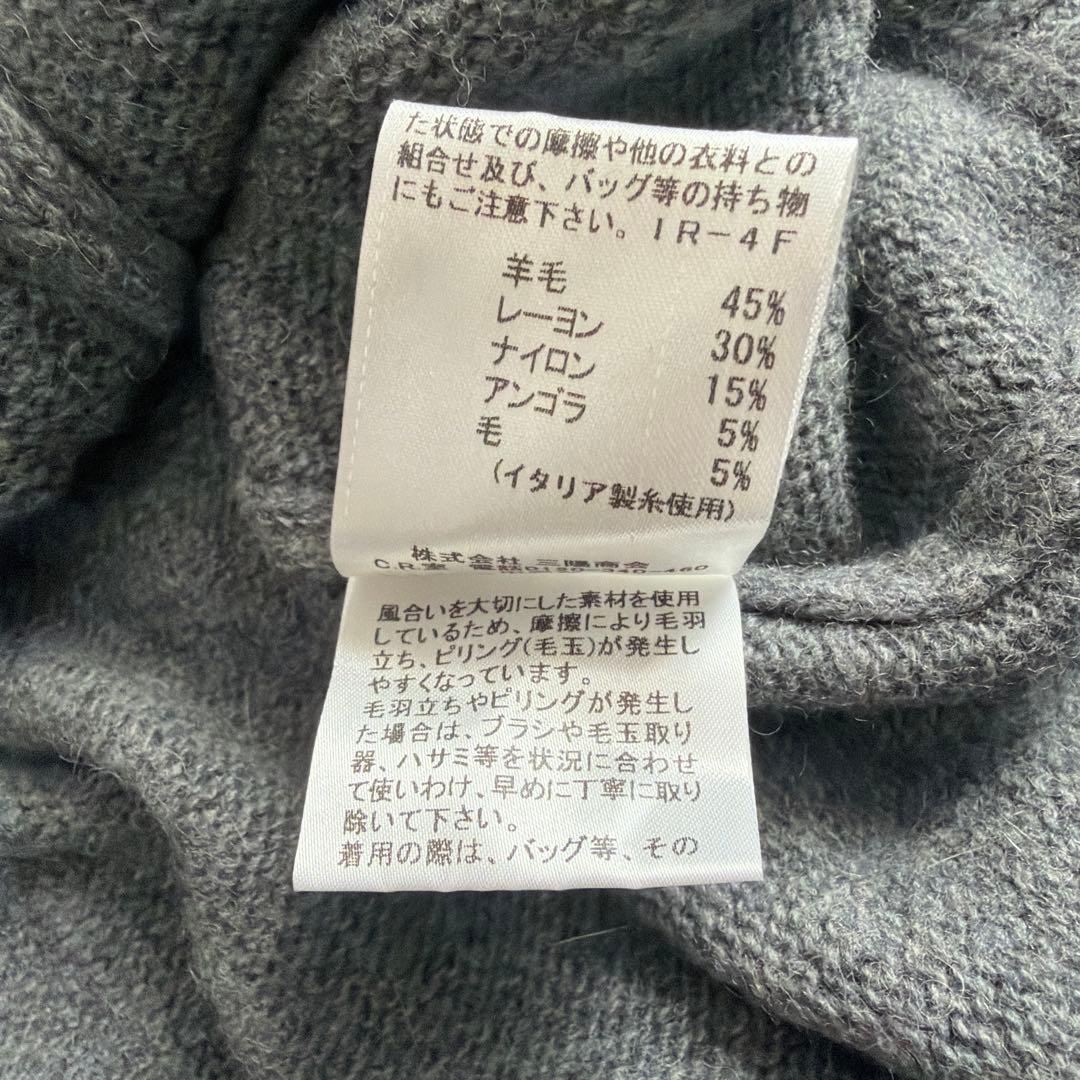 た状態での摩擦や他の衣料との
組合せ及び、バッグ等の持ち物
にもご注意下さい。IR-4F
羊毛 45%
レーヨン 30%
ナイロン 15%
アンゴラ 5%
毛 5%
(イタリア製糸使用)
株式会社 三陽商会
C.R室
風合いを大切にした素材を使用
しているため、摩擦により毛羽
立ち、ピリング(毛玉)が発生し
やすくなっています。
毛羽立ちやピリングが発生し
た場合は、ブラシや毛玉取り
器、ハサミ等を状況に合わせ
て使いわけ、早めに丁寧に取り
除いて下さい。
着用の際は、バッグ等、その